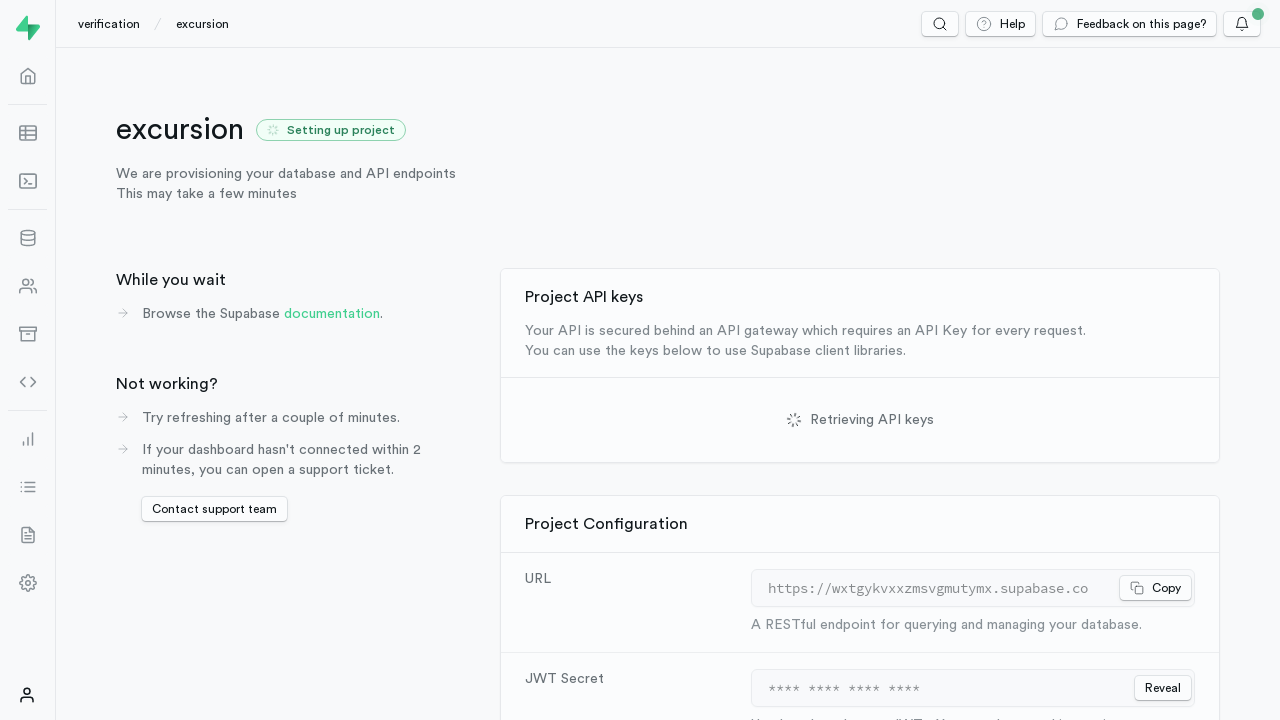 verification / excursion
Help
Feedback on this page?
excursion
Setting up project
We are provisioning your database and API endpoints
This may take a few minutes
While you wait
Browse the Supabase documentation.
Not working?
Try refreshing after a couple of minutes.
If your dashboard hasn't connected within 2
minutes, you can open a support ticket.
Contact support team
Project API keys
Your API is secured behind an API gateway which requires an API Key for every request.
You can use the keys below to use Supabase client libraries.
Retrieving API keys
Project Configuration
URL
https://wxtgykvxxzmsvgmutymx.supabase.co
Copy
A RESTful endpoint for querying and managing your database.
JWT Secret
**** **** **** ****
Reveal